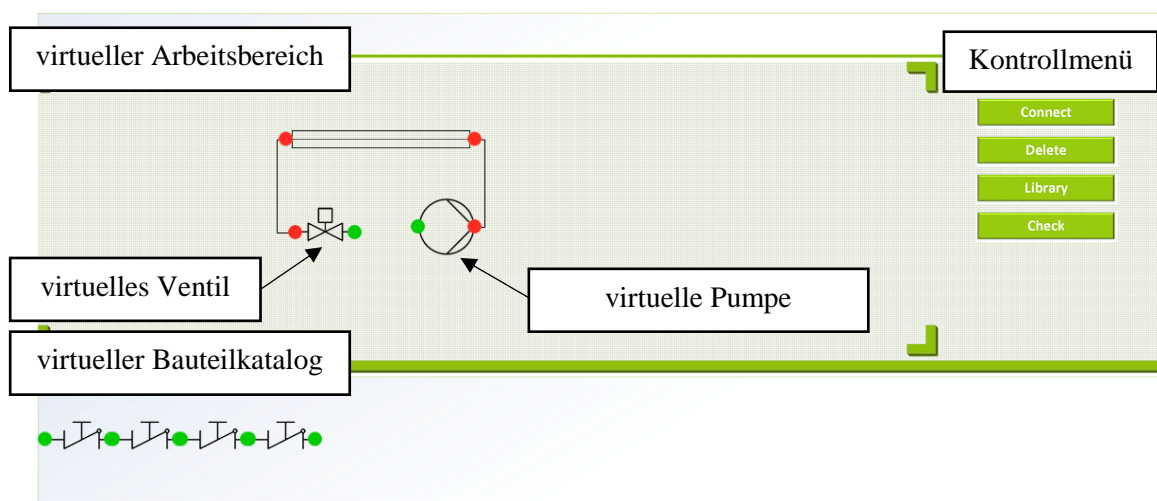 virtueller Arbeitsbereich
Kontrollmenü
Connect
Delete
Library
Check
virtuelles Ventil
virtuelle Pumpe
virtueller Bauteilkatalog